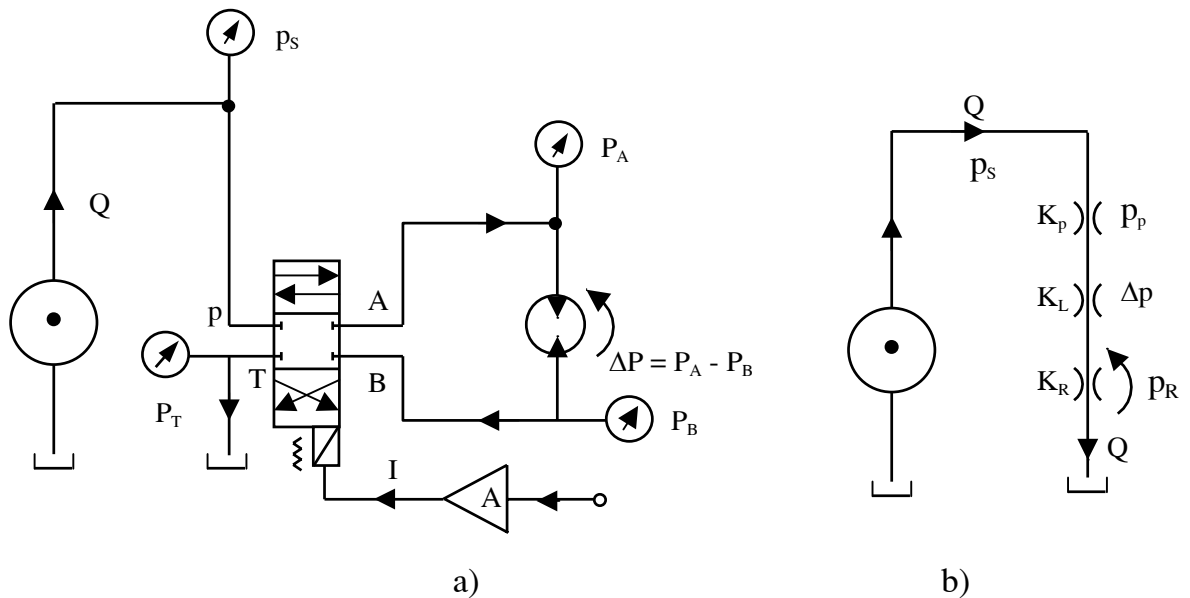 pS
Q
PA
p
A
T
B
ΔP = PA - PB
PT
PB
I
A
a)
Q
pS
Kp
pp
KL
Δp
KR
pR
Q
b)